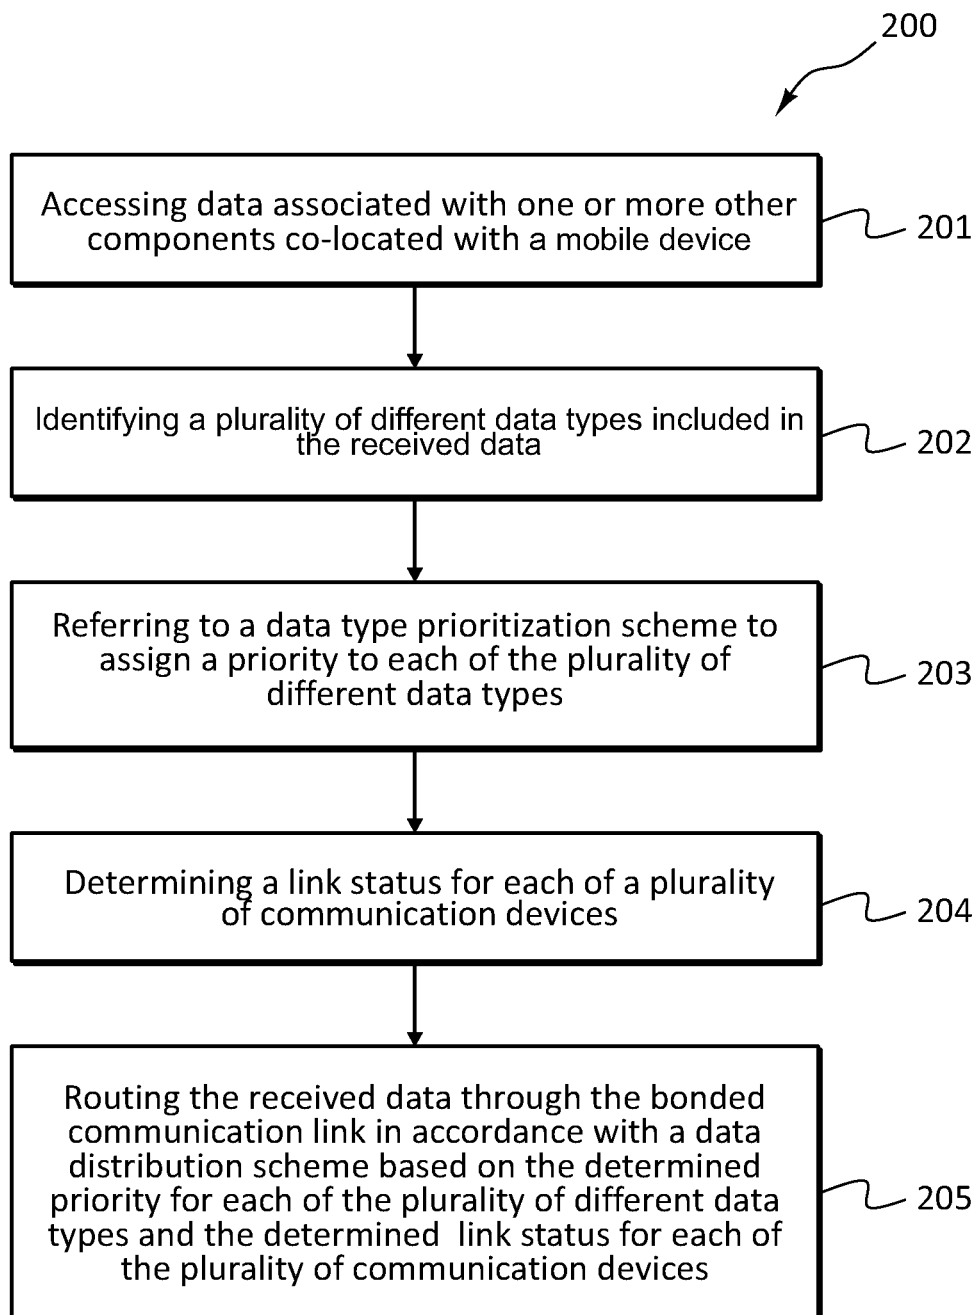 200
Accessing data associated with one or more other
components co-located with a mobile device
201
Identifying a plurality of different data types included in
the received data
202
Referring to a data type prioritization scheme to
assign a priority to each of the plurality of
different data types
203
Determining a link status for each of a plurality
of communication devices
204
Routing the received data through the bonded
communication link in accordance with a data
distribution scheme based on the determined
priority for each of the plurality of different data
types and the determined link status for each of
the plurality of communication devices
205